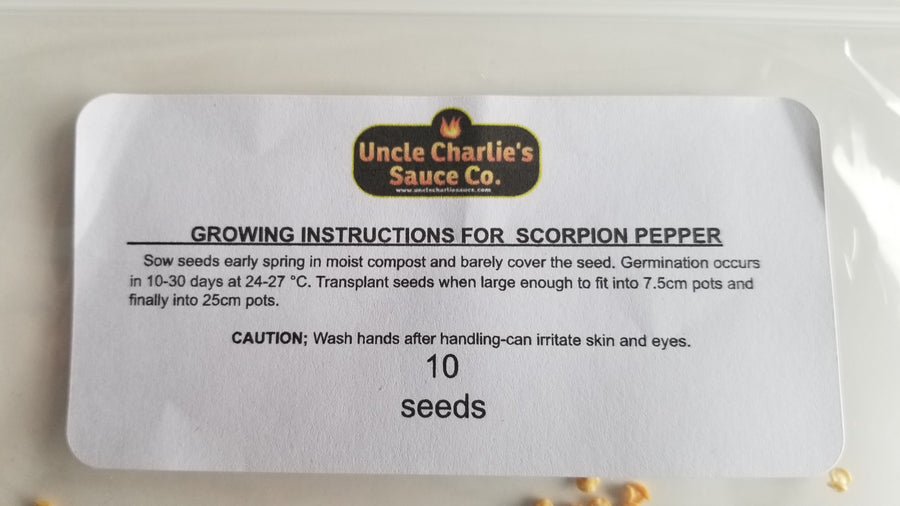 Uncle Charlie's
Sauce Co.
www.unclecharliesauce.com
GROWING INSTRUCTIONS FOR SCORPION PEPPER
Sow seeds early spring in moist compost and barely cover the seed. Germination occurs
in 10-30 days at 24-27 °C. Transplant seeds when large enough to fit into 7.5cm pots and
finally into 25cm pots.
CAUTION; Wash hands after handling-can irritate skin and eyes.
10
seeds